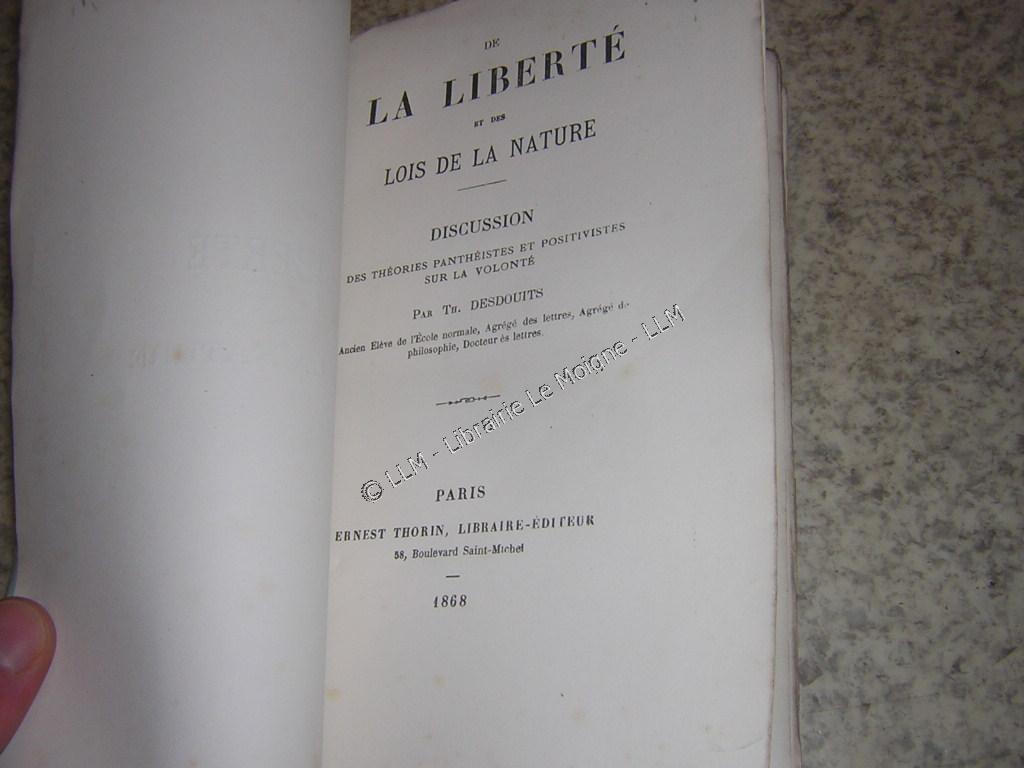 DE
LA LIBERTÉ
ET DES
LOIS DE LA NATURE
DISCUSSION
DES THÉORIES PANTHÉISTES ET POSITIVISTES
SUR LA VOLONTÉ
PAR TH. DESDOUITS
Ancien Elève de l'École normale, Agrégé des lettres, Agrégé de
philosophie, Docteur ès lettres.
© LLM - Librairie Le Moigne - LLM
PARIS
ERNEST THORIN, LIBRAIRE-ÉDITEUR
58, Boulevard Saint-Michel
1868